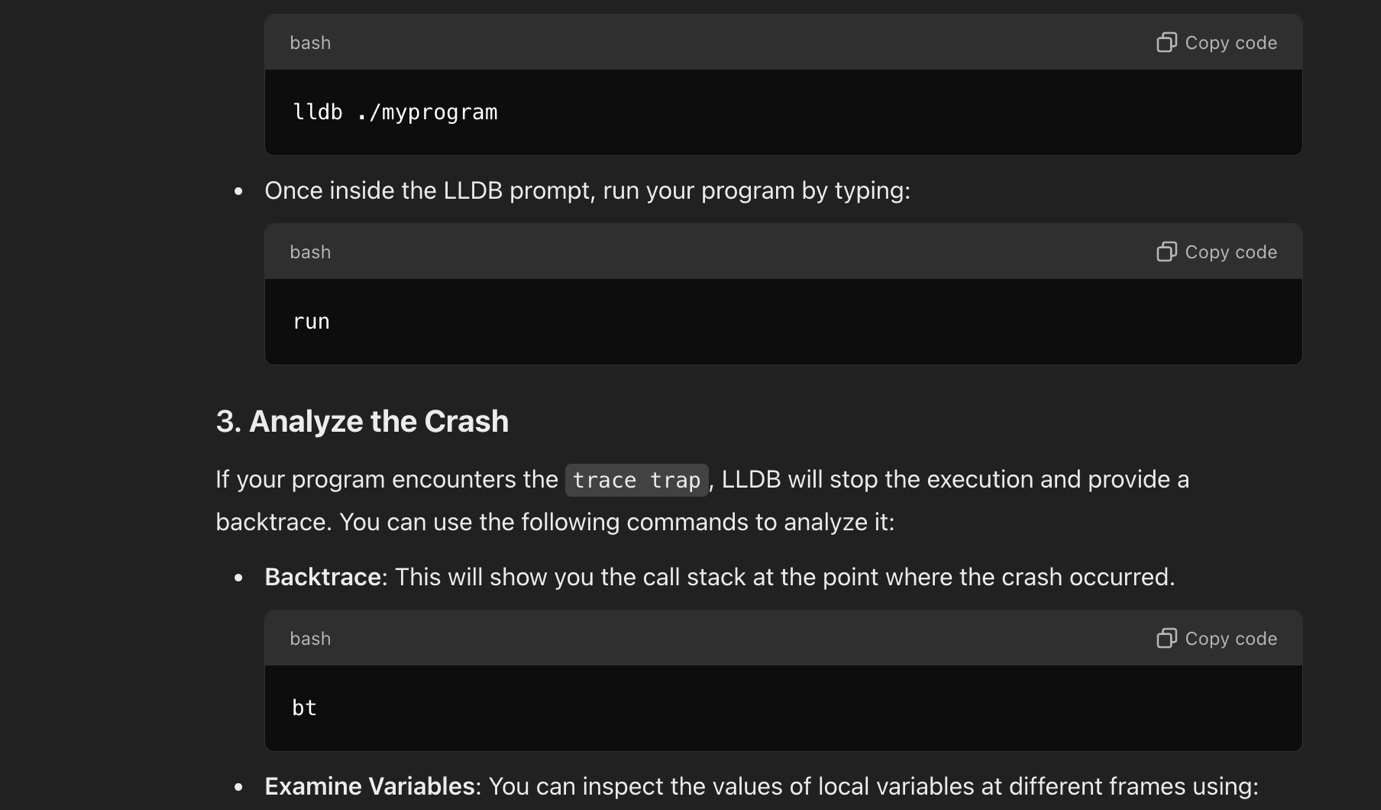 bash
Copy code
lldb ./myprogram
• Once inside the LLDB prompt, run your program by typing:
bash
Copy code
run
3. Analyze the Crash
If your program encounters the trace trap, LLDB will stop the execution and provide a
backtrace. You can use the following commands to analyze it:
• Backtrace: This will show you the call stack at the point where the crash occurred.
bash
Copy code
bt
• Examine Variables: You can inspect the values of local variables at different frames using: